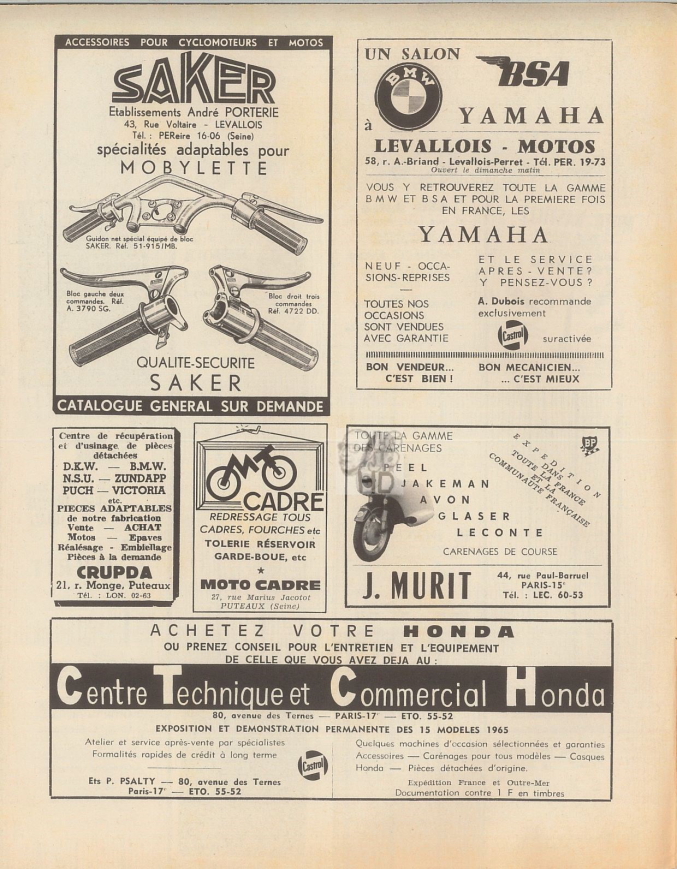 ACCESSOIRES POUR CYCLOMOTEURS ET MOTOS
SAKER
Etablissements André PORTERIE
43, Rue Voltaire - LEVALLOIS
Tél. : PEReire 16-06 (Seine)
spécialités adaptables pour
MOBYLETTE
Guidon net spécial équipé de bloc
SAKER. Réf. 51-915/MB.
Bloc gauche deux
commandes. Réf.
A. 3790 SG.
Bloc droit trois
commandes
Réf. 4722 DD.
QUALITE-SECURITE
SAKER
CATALOGUE GENERAL SUR DEMANDE
UN SALON
BMW
BSA
à
YAMAHA
LEVALLOIS - MOTOS
58, r. A.-Briand - Levallois-Perret - Tél. PER. 19-73
Ouvert le dimanche matin
VOUS Y RETROUVEREZ TOUTE LA GAMME
BMW ET BSA ET POUR LA PREMIERE FOIS
EN FRANCE, LES
YAMAHA
NEUF - OCCA-
SIONS-REPRISES
TOUTES NOS
OCCASIONS
SONT VENDUES
AVEC GARANTIE
ET LE SERVICE
APRES-VENTE?
Y PENSEZ-VOUS?
A. Dubois recommande
exclusivement
Castrol
suractivée
BON VENDEUR...
C'EST BIEN !
BON MECANICIEN...
... C'EST MIEUX
Centre de récupération
et d'usinage de pièces
détachées
D.K.W. — B.M.W.
N.S.U. — ZUNDAPP
PUCH — VICTORIA
etc.
PIECES ADAPTABLES
de notre fabrication
Vente — ACHAT
Motos — Epaves
Réalésage - Embiellage
Pièces à la demande
CRUPDA
21, r. Monge, Puteaux
Tél. : LON. 02-63
MOTO
CADRE
REDRESSAGE TOUS
CADRES, FOURCHES etc
TOLERIE RÉSERVOIR
GARDE-BOUE, etc
★
MOTO CADRE
27, rue Marius Jacotot
PUTEAUX (Seine)
TOUTE LA GAMME
DES CARENAGES
PEEL
JAKEMAN
AVON
GLASER
LECONTE
CARENAGES DE COURSE
EXPEDITION
DANS
TOUTE LA FRANCE
ET LA
COMMUNAUTE FRANÇAISE
BP
J. MURIT
44, rue Paul-Barruel
PARIS-15e
Tél. : LEC. 60-53
ACHETEZ VOTRE HONDA
OU PRENEZ CONSEIL POUR L'ENTRETIEN ET L'EQUIPEMENT
DE CELLE QUE VOUS AVEZ DEJA AU :
Centre Technique et Commercial Honda
80, avenue des Ternes — PARIS-17e — ETO. 55-52
EXPOSITION ET DEMONSTRATION PERMANENTE DES 15 MODELES 1965
Atelier et service après-vente par spécialistes
Formalités rapides de crédit à long terme
Castrol
Ets P. PSALTY — 80, avenue des Ternes
Paris-17e — ETO. 55-52
Quelques machines d'occasion sélectionnées et garanties
Accessoires — Carénages pour tous modèles — Casques
Honda — Pièces détachées d'origine.
Expédition France et Outre-Mer
Documentation contre 1 F en timbres